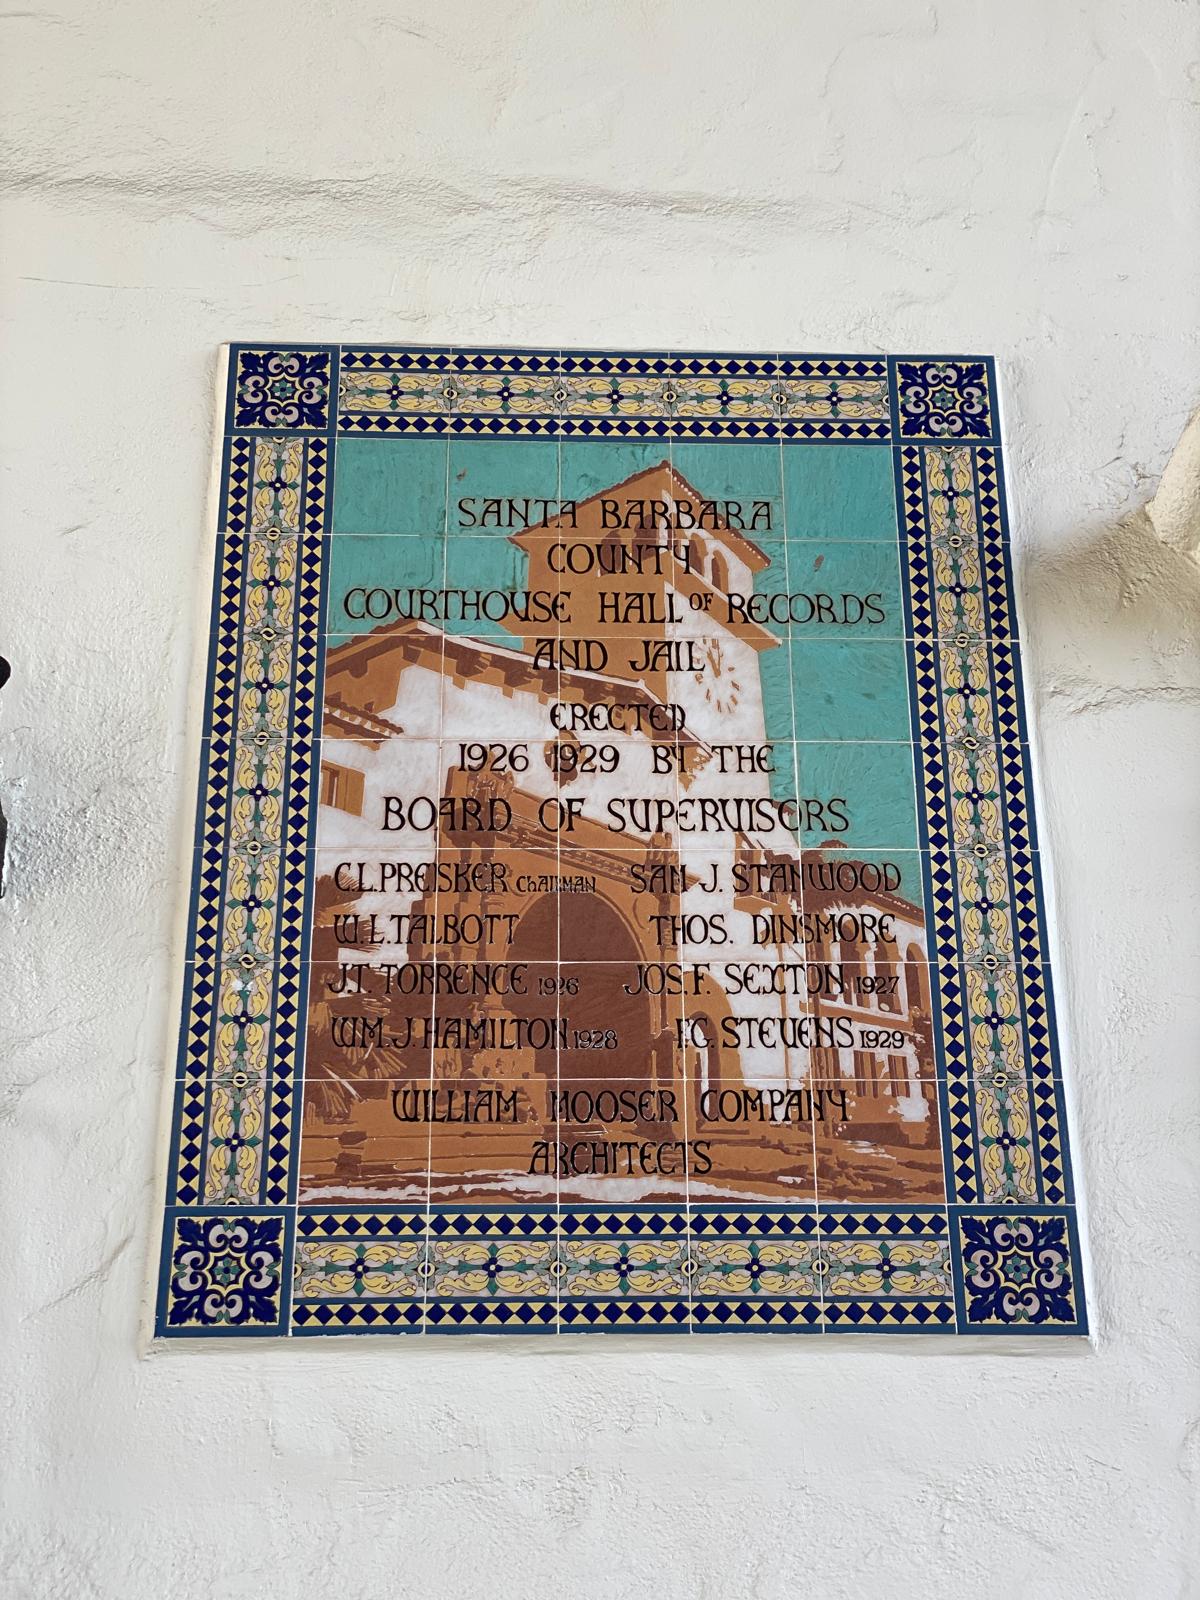 SANTA BARBARA
COUNTY
COURTHOUSE HALL OF RECORDS
AND JAIL
ERECTED
1926 1929 BY THE
BOARD OF SUPERVISORS
C.L.PREISKER ChAIRMAN SAM J. STANWOOD
W.L.TALBOTT THOS. DINSMORE
J.T. TORRENCE 1926 JOS.F. SEXTON 1927
WM.J.HAMILTON 1928 F.C. STEVENS 1929
WILLIAM MOOSER COMPANY
ARCHITECTS